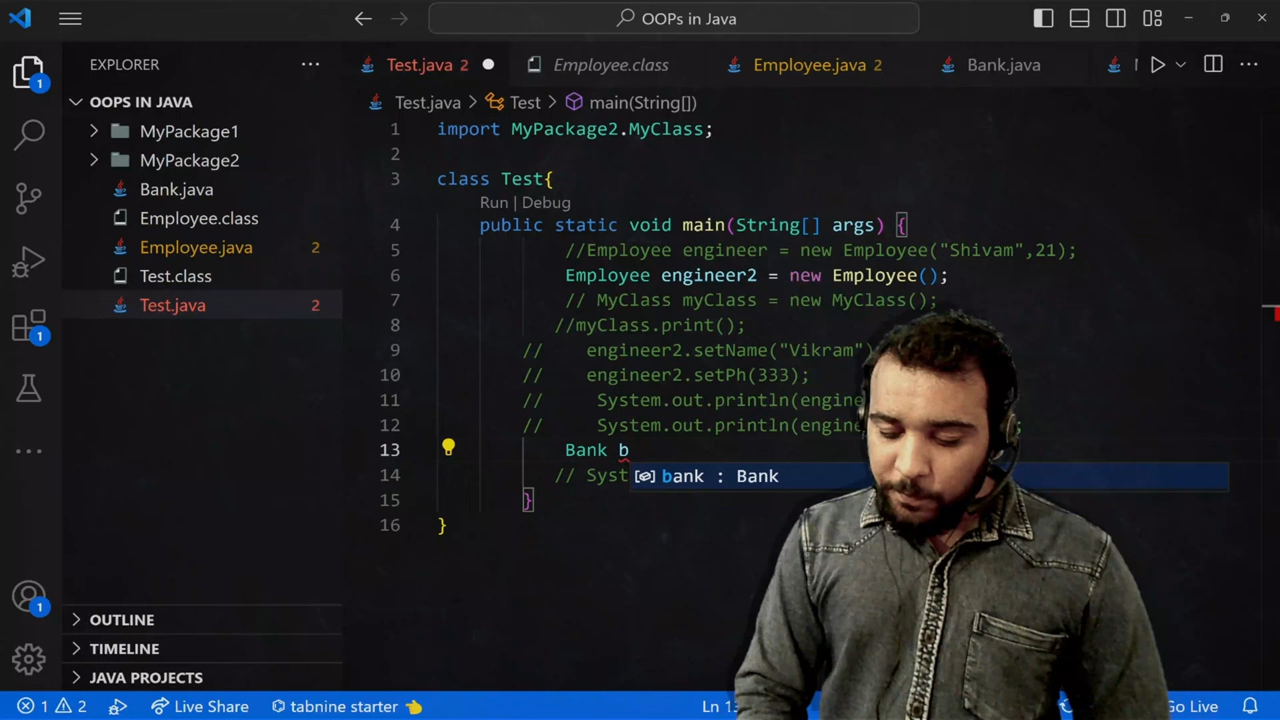 OOPs in Java
EXPLORER
Test.java 2
Employee.class
Employee.java 2
Bank.java
1
OOPS IN JAVA
Test.java > Test > main(String[])
MyPackage1
MyPackage2
Bank.java
Employee.class
Employee.java 2
Test.class
Test.java 2
1 import MyPackage2.MyClass;
2
3 class Test{
Run | Debug
4 public static void main(String[] args) {
5 //Employee engineer = new Employee("Shivam",21);
6 Employee engineer2 = new Employee();
7 // MyClass myClass = new MyClass();
8 //myClass.print();
9 // engineer2.setName("Vikram")
10 // engineer2.setPh(333);
11 // System.out.println(engine
12 // System.out.println(engine ;
13 Bank b
bank : Bank
14 // Syst
15 }
16 }
1
1
OUTLINE
TIMELINE
JAVA PROJECTS
1 2 Live Share tabnine starter Ln 13 Go Live